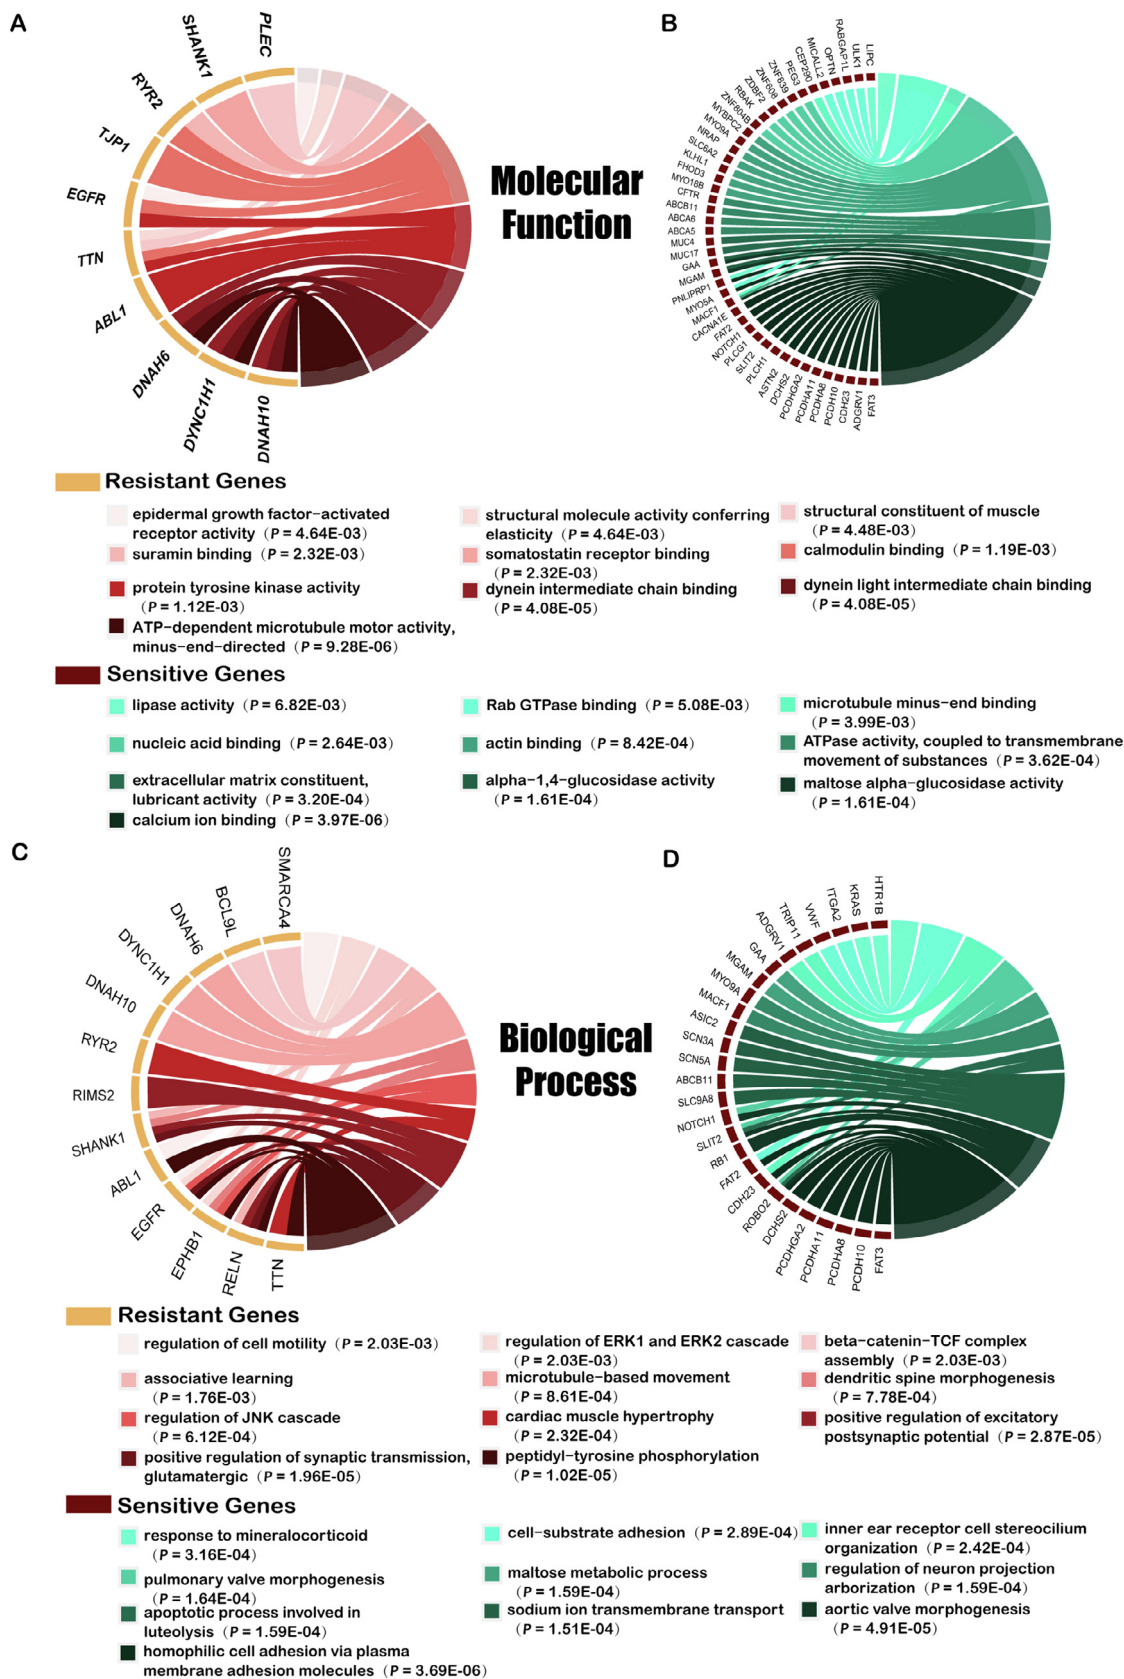 A
PLEC
SHANK1
RYR2
TJP1
EGFR
TTN
ABL1
DNAH6
DYNC1H1
DNAH10
Molecular
Function
B
LIPC
ULK1
RABGAP1L
OPTN
MICALL2
CEP290
PEG3
ZNF839
ZNF608
ZDBF2
RBAK
ZNF804B
MYBPC2
MYO9A
NRAP
SLC6A2
KLHL1
FHOD3
MYO18B
CFTR
ABCB11
ABCA6
ABCA5
MUC4
MUC17
GAA
MGAM
PNLIPRP1
MYO5A
MACF1
CACNA1E
FAT2
NOTCH1
PLCG1
SLIT2
PLCH1
ASTN2
DCHS2
PCDHGA2
PCDHA11
PCDHA8
PCDH10
CDH23
ADGRV1
FAT3
Resistant Genes
epidermal growth factor-activated
receptor activity (P = 4.64E-03)
structural molecule activity conferring
elasticity (P = 4.64E-03)
structural constituent of muscle
(P = 4.48E-03)
suramin binding (P = 2.32E-03)
somatostatin receptor binding
(P = 2.32E-03)
calmodulin binding (P = 1.19E-03)
protein tyrosine kinase activity
(P = 1.12E-03)
dynein intermediate chain binding
(P = 4.08E-05)
dynein light intermediate chain binding
(P = 4.08E-05)
ATP-dependent microtubule motor activity,
minus-end-directed (P = 9.28E-06)
Sensitive Genes
lipase activity (P = 6.82E-03)
Rab GTPase binding (P = 5.08E-03)
microtubule minus-end binding
(P = 3.99E-03)
nucleic acid binding (P = 2.64E-03)
actin binding (P = 8.42E-04)
ATPase activity, coupled to transmembrane
movement of substances (P = 3.62E-04)
extracellular matrix constituent,
lubricant activity (P = 3.20E-04)
alpha-1,4-glucosidase activity
(P = 1.61E-04)
maltose alpha-glucosidase activity
(P = 1.61E-04)
calcium ion binding (P = 3.97E-06)
C
SMARCA4
BCL9L
DNAH6
DYNC1H1
DNAH10
RYR2
RIMS2
SHANK1
ABL1
EGFR
EPHB1
RELN
TTN
Biological
Process
D
HTR1B
KRAS
ITGA2
VWF
TRIP11
ADGRV1
GAA
MGAM
MYO9A
MACF1
ASIC2
SCN3A
SCN5A
ABCB11
SLC9A8
NOTCH1
SLIT2
RB1
FAT2
CDH23
ROBO2
DCHS2
PCDHGA2
PCDHA11
PCDHA8
PCDH10
FAT3
Resistant Genes
regulation of cell motility (P = 2.03E-03)
regulation of ERK1 and ERK2 cascade
(P = 2.03E-03)
beta-catenin-TCF complex
assembly (P = 2.03E-03)
associative learning
(P = 1.76E-03)
microtubule-based movement
(P = 8.61E-04)
dendritic spine morphogenesis
(P = 7.78E-04)
regulation of JNK cascade
(P = 6.12E-04)
cardiac muscle hypertrophy
(P = 2.32E-04)
positive regulation of excitatory
postsynaptic potential (P = 2.87E-05)
positive regulation of synaptic transmission,
glutamatergic (P = 1.96E-05)
peptidyl-tyrosine phosphorylation
(P = 1.02E-05)
Sensitive Genes
response to mineralocorticoid
(P = 3.16E-04)
cell-substrate adhesion (P = 2.89E-04)
inner ear receptor cell stereocilium
organization (P = 2.42E-04)
pulmonary valve morphogenesis
(P = 1.64E-04)
maltose metabolic process
(P = 1.59E-04)
regulation of neuron projection
arborization (P = 1.59E-04)
apoptotic process involved in
luteolysis (P = 1.59E-04)
sodium ion transmembrane transport
(P = 1.51E-04)
aortic valve morphogenesis
(P = 4.91E-05)
homophilic cell adhesion via plasma
membrane adhesion molecules (P = 3.69E-06)